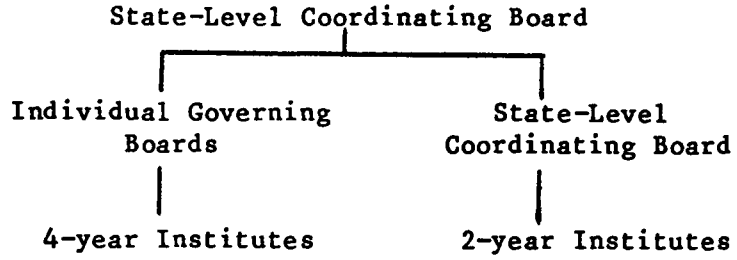 State-Level Coordinating Board
Individual Governing
Boards
State-Level
Coordinating Board
4-year Institutes
2-year Institutes